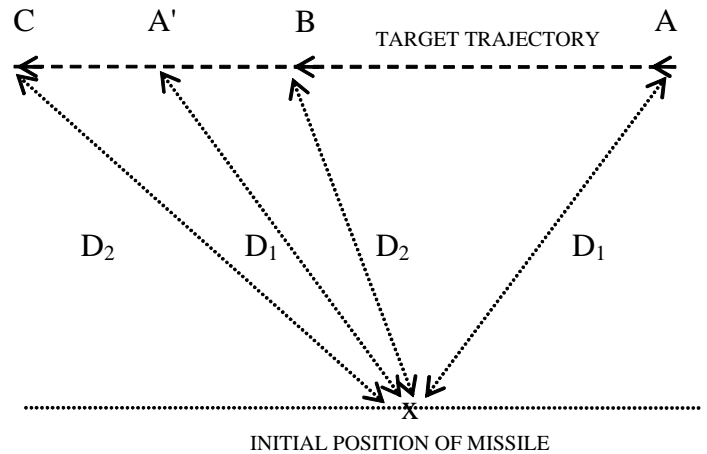 C A' B A
TARGET TRAJECTORY
D₂ D₁ D₂ D₁
x
INITIAL POSITION OF MISSILE